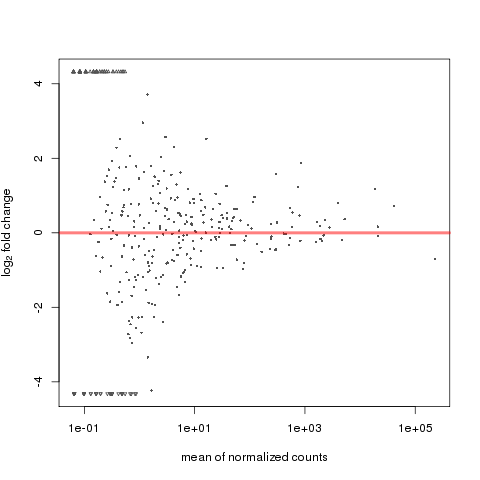 4
2
0
-2
-4
log2 fold change
1e-01
1e+01
1e+03
1e+05
mean of normalized counts